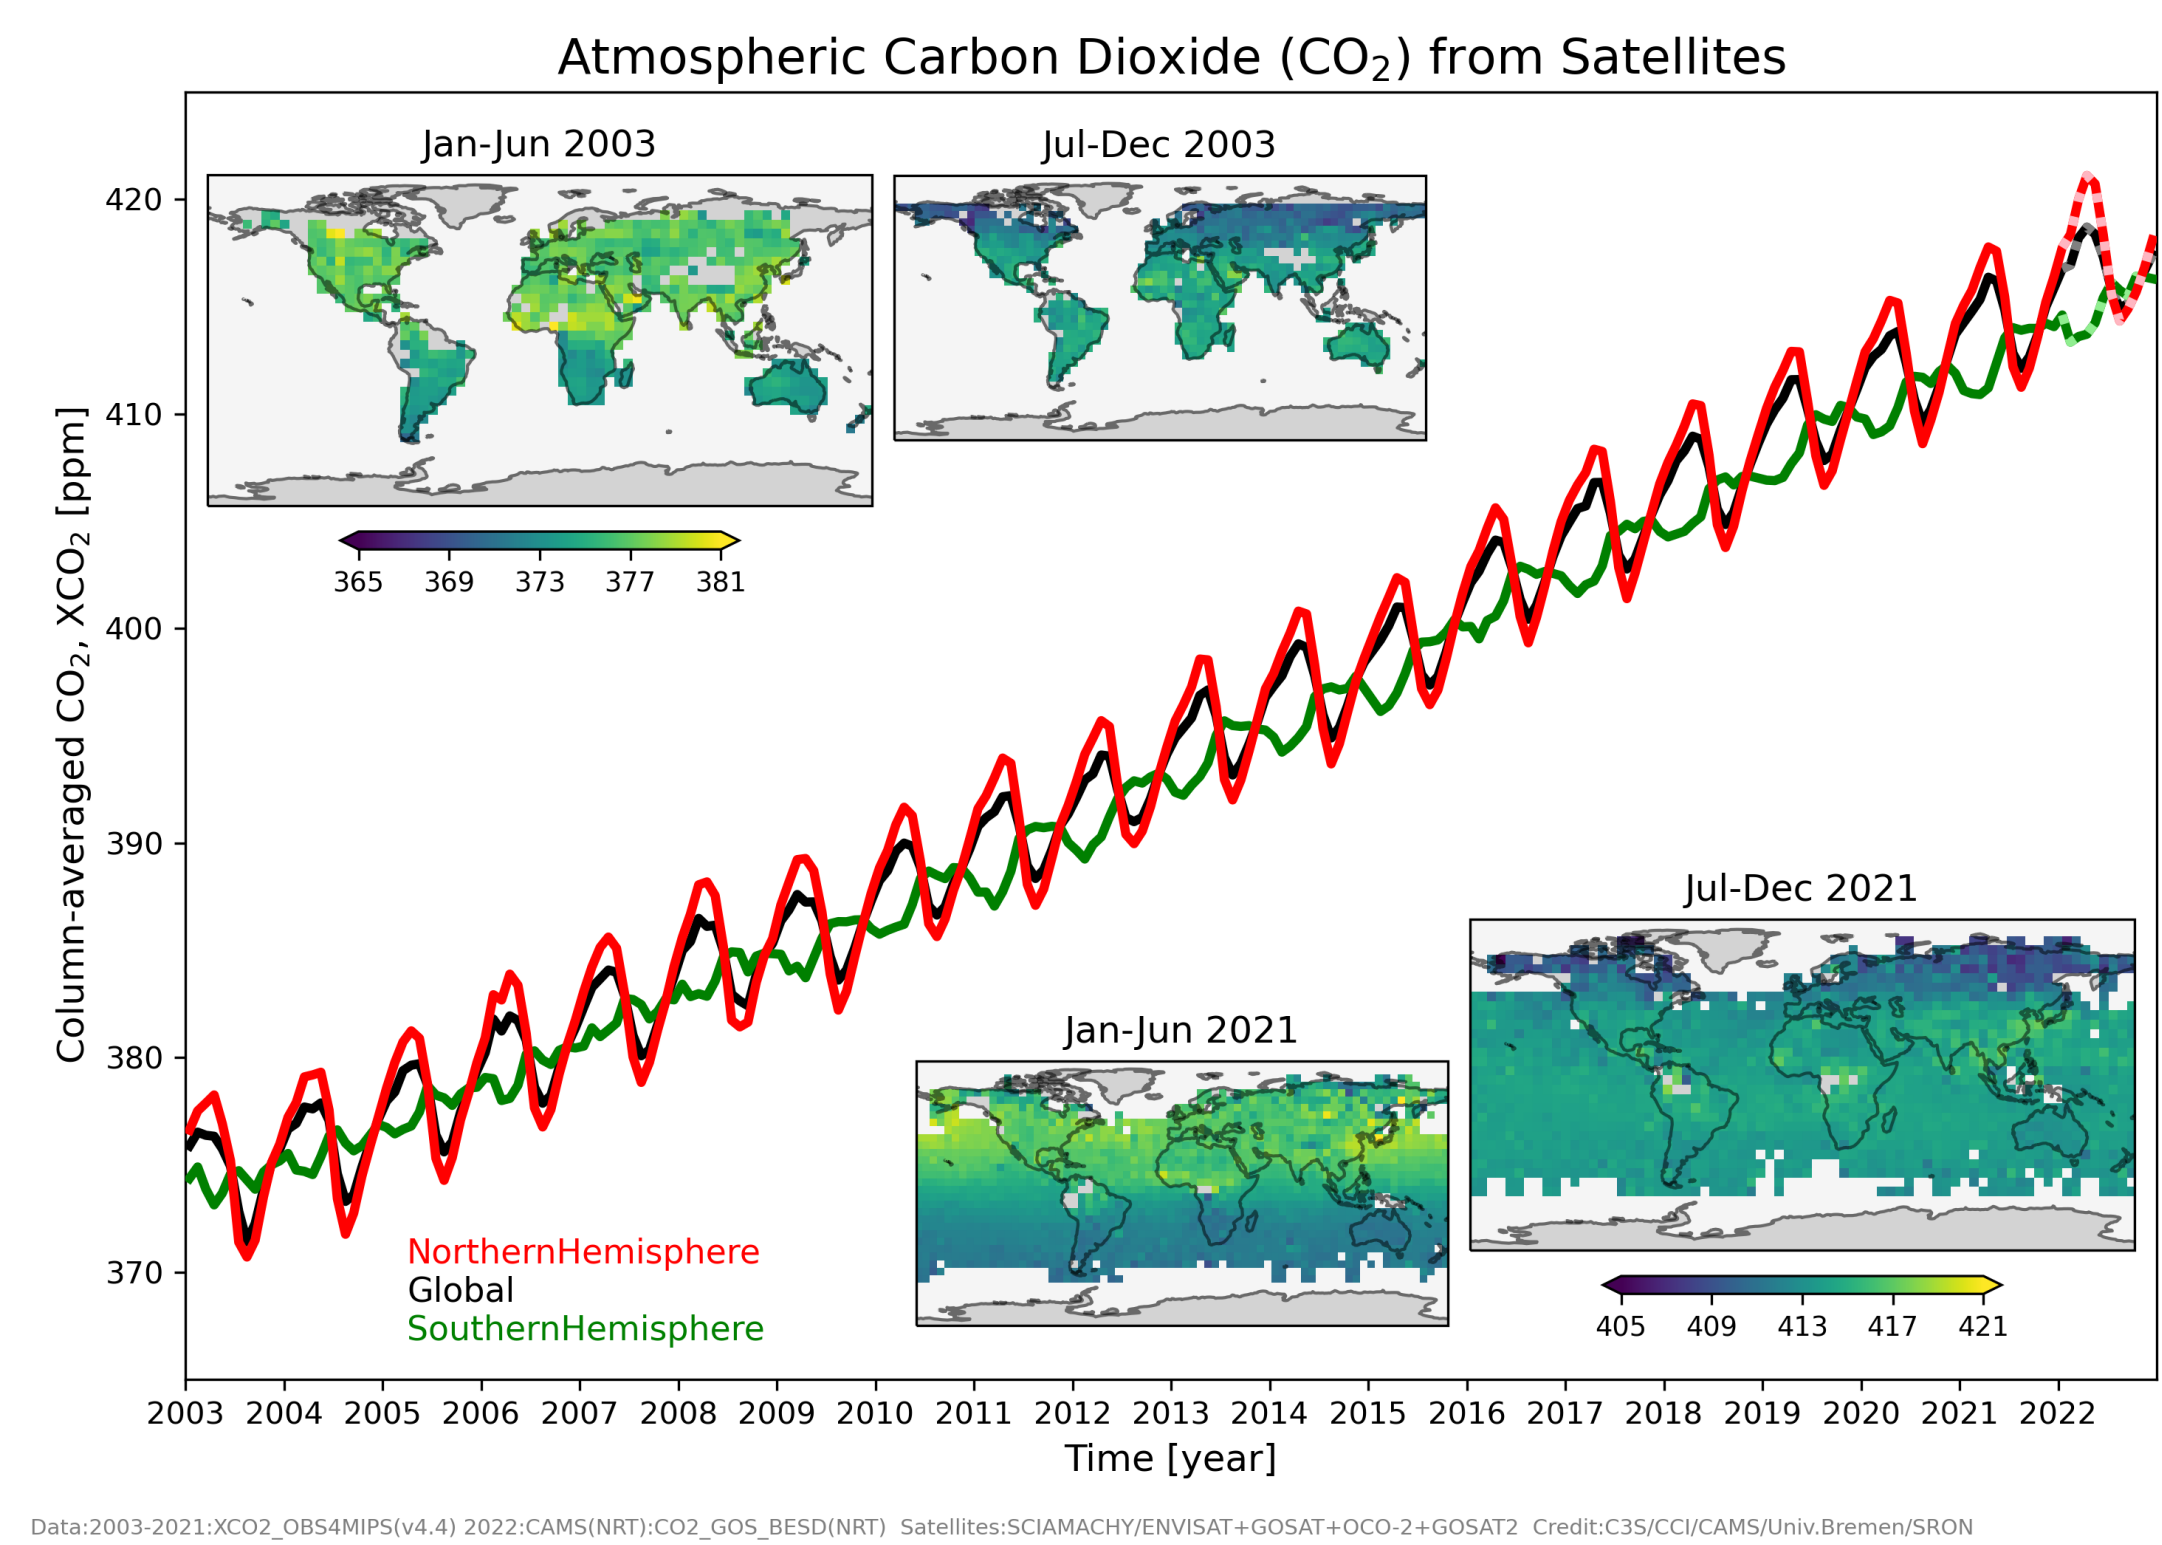 Atmospheric Carbon Dioxide (CO₂) from Satellites
Jan-Jun 2003
Jul-Dec 2003
420
410
400
390
380
370
Column-averaged CO₂, XCO₂ [ppm]
365 369 373 377 381
Jul-Dec 2021
Jan-Jun 2021
405 409 413 417 421
NorthernHemisphere
Global
SouthernHemisphere
2003 2004 2005 2006 2007 2008 2009 2010 2011 2012 2013 2014 2015 2016 2017 2018 2019 2020 2021 2022
Time [year]
Data:2003-2021:XCO2_OBS4MIPS(v4.4) 2022:CAMS(NRT):CO2_GOS_BESD(NRT) Satellites:SCIAMACHY/ENVISAT+GOSAT+OCO-2+GOSAT2 Credit:C3S/CCI/CAMS/Univ.Bremen/SRON